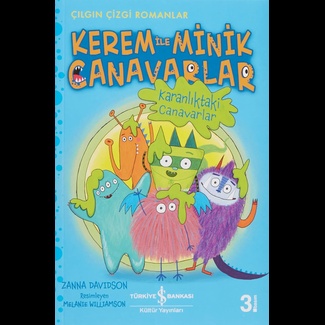 ÇILGIN ÇİZGİ ROMANLAR
KEREM İLE MİNİK
CANAVARLAR
Karanlıktaki
Canavarlar
ZANNA DAVIDSON
Resimleyen
MELANIE WILLIAMSON
TÜRKİYE İŞ BANKASI
Kültür Yayınları
3